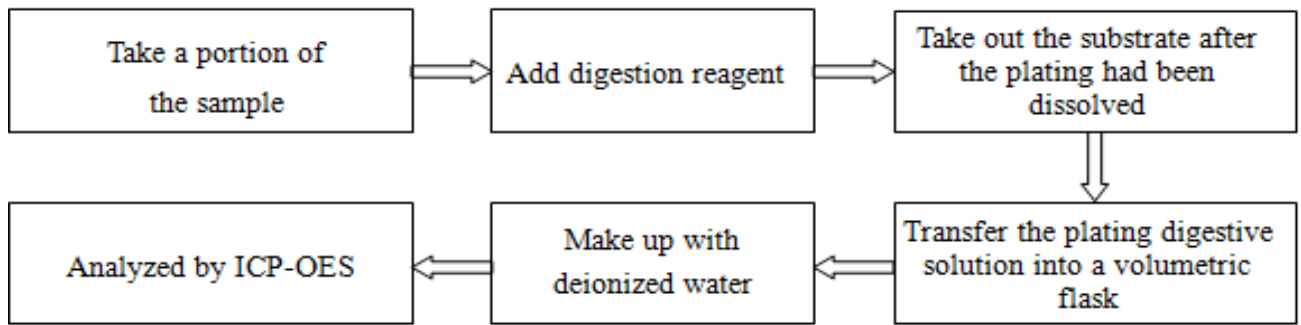 Take a portion of
the sample
Add digestion reagent
Take out the substrate after
the plating had been
dissolved
Transfer the plating digestive
solution into a volumetric
flask
Make up with
deionized water
Analyzed by ICP-OES